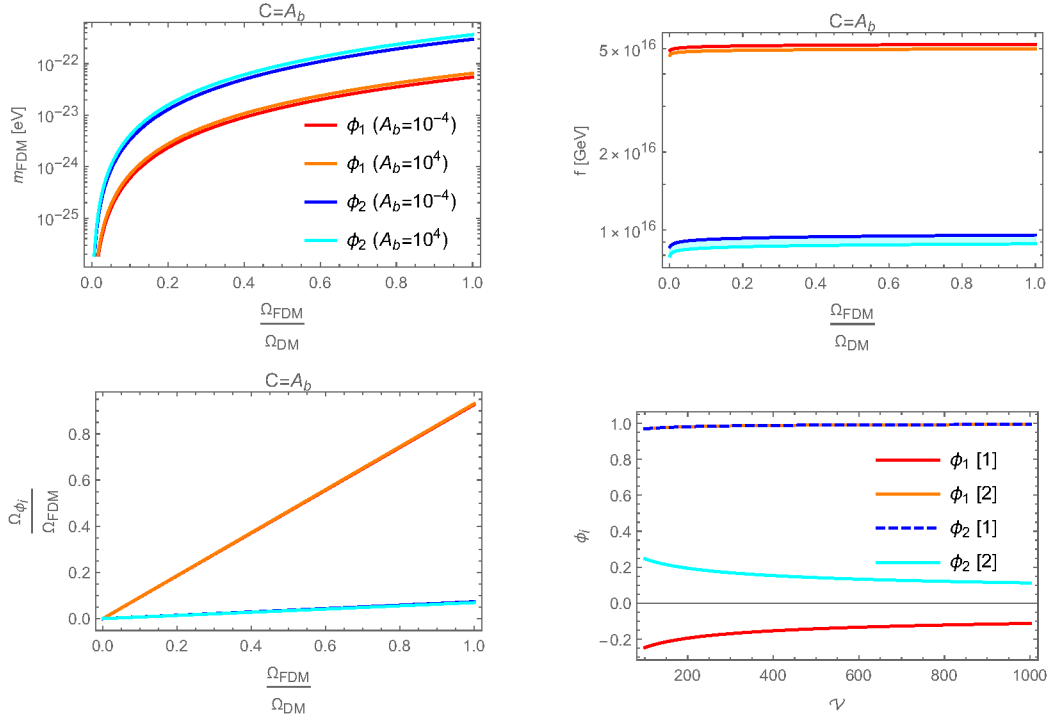 C=A_b
m_FDM [eV]
10^-22
10^-23
10^-24
10^-25
ϕ_1 (A_b=10^-4)
ϕ_1 (A_b=10^4)
ϕ_2 (A_b=10^-4)
ϕ_2 (A_b=10^4)
0.0 0.2 0.4 0.6 0.8 1.0
Ω_FDM
Ω_DM
C=A_b
f [GeV]
5×10^16
2×10^16
1×10^16
0.0 0.2 0.4 0.6 0.8 1.0
Ω_FDM
Ω_DM
C=A_b
Ω_ϕ_i
Ω_FDM
0.8
0.6
0.4
0.2
0.0
0.0 0.2 0.4 0.6 0.8 1.0
Ω_FDM
Ω_DM
ϕ_i
1.0
0.8
0.6
0.4
0.2
0.0
-0.2
ϕ_1 [1]
ϕ_1 [2]
ϕ_2 [1]
ϕ_2 [2]
200 400 600 800 1000
𝒱